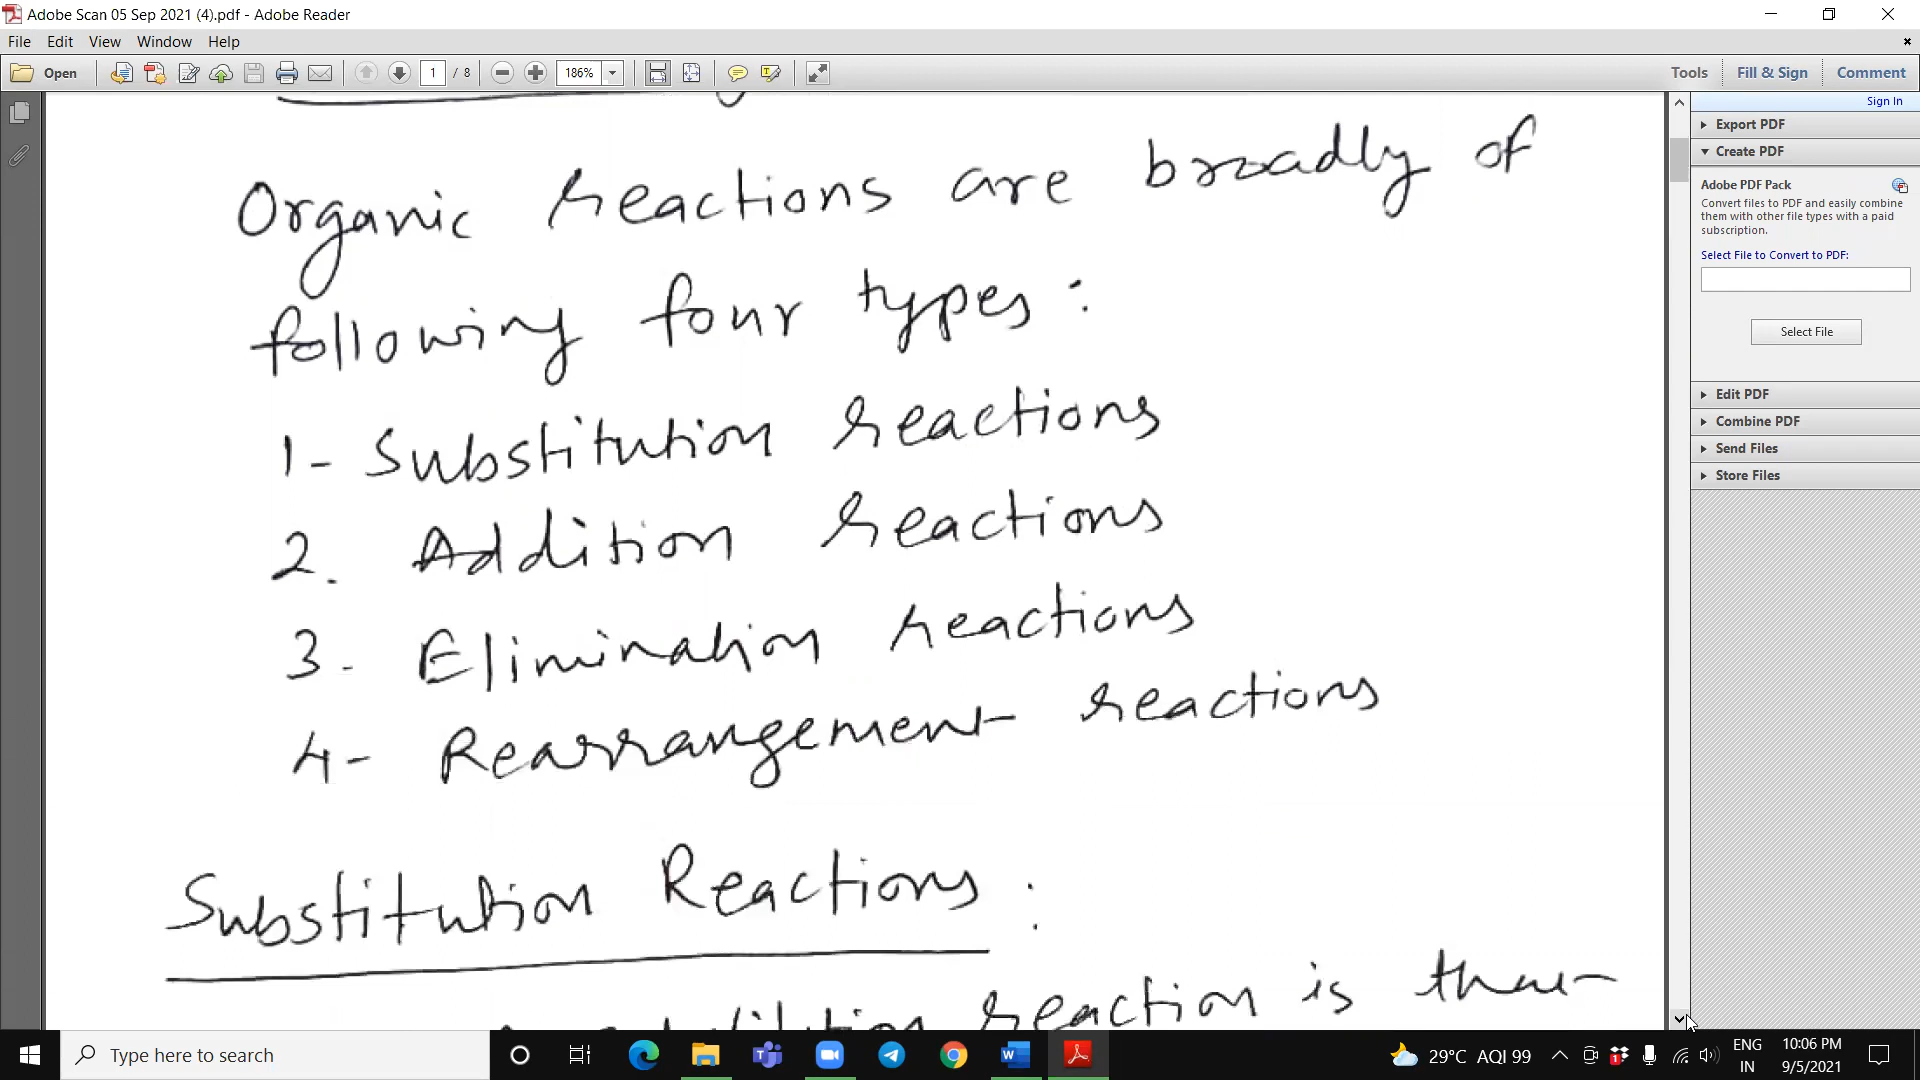 Adobe Scan 05 Sep 2021 (4).pdf - Adobe Reader
File Edit View Window Help
Open 1 / 8 186% Tools Fill & Sign Comment
Sign In
Export PDF
Create PDF
Adobe PDF Pack
Convert files to PDF and easily combine
them with other file types with a paid
subscription.
Select File to Convert to PDF:
Select File
Edit PDF
Combine PDF
Send Files
Store Files
Organic reactions are broadly of
following four types:
1- Substitution reactions
2. Addition reactions
3- Elimination reactions
4- Rearrangement reactions
Substitution Reactions:
reaction is that
Type here to search
29°C AQI 99
ENG
IN
10:06 PM
9/5/2021